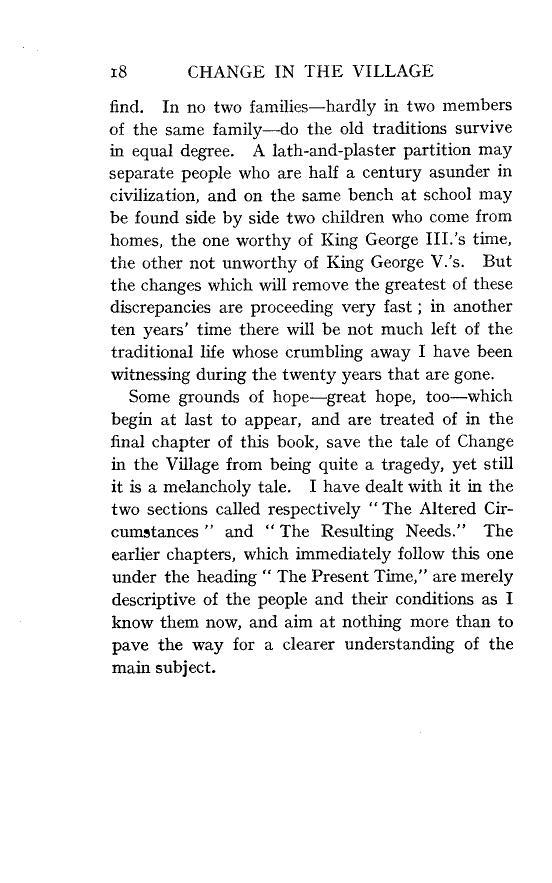 18 CHANGE IN THE VILLAGE
find. In no two families—hardly in two members
of the same family—do the old traditions survive
in equal degree. A lath-and-plaster partition may
separate people who are half a century asunder in
civilization, and on the same bench at school may
be found side by side two children who come from
homes, the one worthy of King George III.'s time,
the other not unworthy of King George V.'s. But
the changes which will remove the greatest of these
discrepancies are proceeding very fast ; in another
ten years' time there will be not much left of the
traditional life whose crumbling away I have been
witnessing during the twenty years that are gone.
Some grounds of hope—great hope, too—which
begin at last to appear, and are treated of in the
final chapter of this book, save the tale of Change
in the Village from being quite a tragedy, yet still
it is a melancholy tale. I have dealt with it in the
two sections called respectively " The Altered Cir-
cumstances " and " The Resulting Needs." The
earlier chapters, which immediately follow this one
under the heading " The Present Time," are merely
descriptive of the people and their conditions as I
know them now, and aim at nothing more than to
pave the way for a clearer understanding of the
main subject.